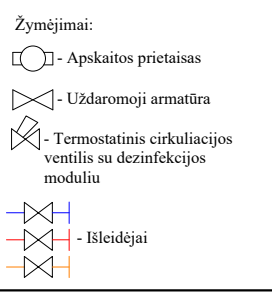 Žymėjimai:
- Apskaitos prietaisas
- Uždaromoji armatūra
- Termostatinis cirkuliacijos
ventilis su dezinfekcijos
moduliu
- Išleidėjai